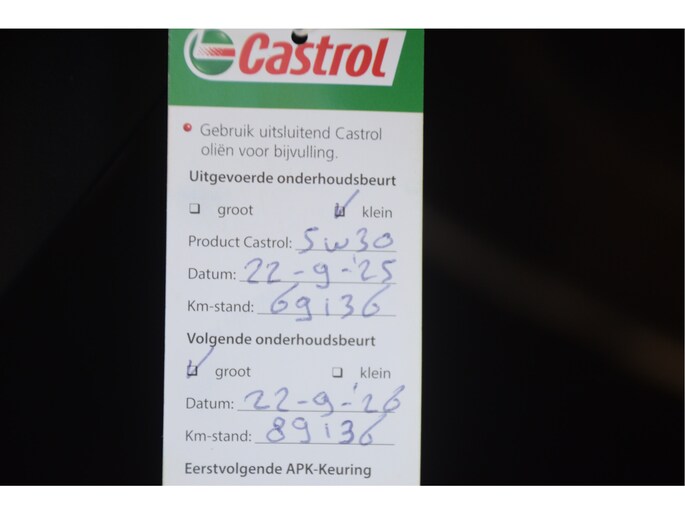 Castrol
Gebruik uitsluitend Castrol
oliën voor bijvulling.
Uitgevoerde onderhoudsbeurt
groot klein
Product Castrol: 5w30
Datum: 22-9-'25
Km-stand: 69136
Volgende onderhoudsbeurt
groot klein
Datum: 22-9-'26
Km-stand: 89136
Eerstvolgende APK-Keuring